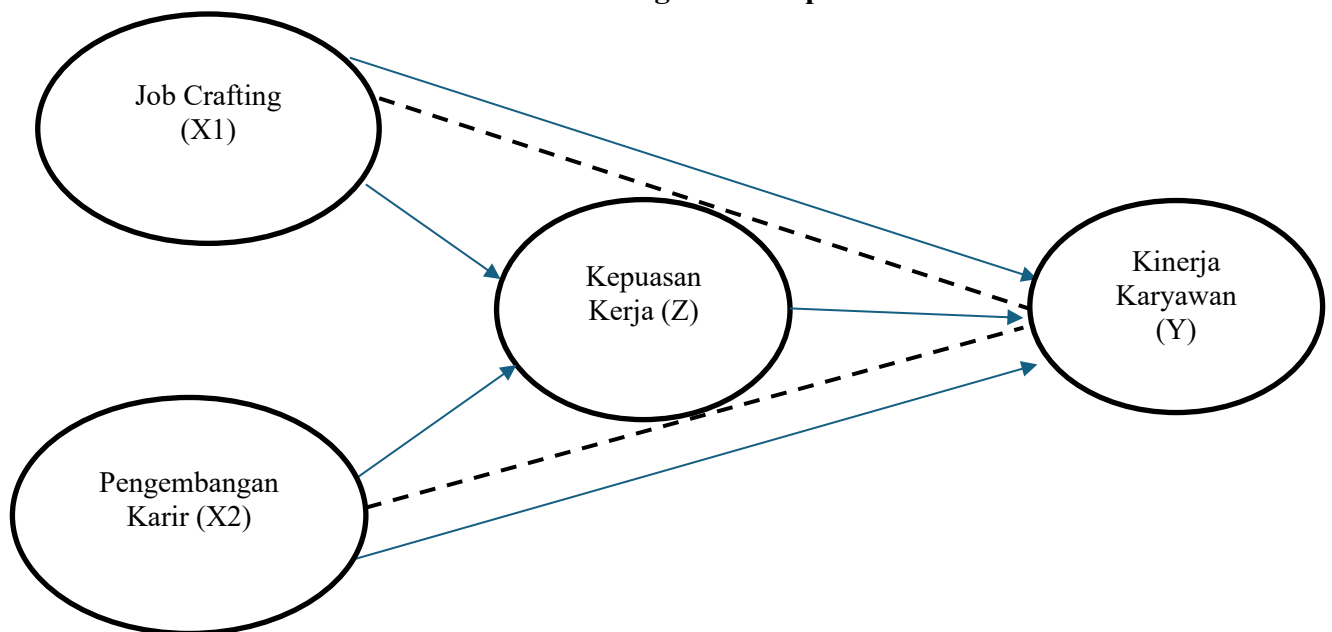 Job Crafting
(X1)
Kepuasan
Kerja (Z)
Kinerja
Karyawan
(Y)
Pengembangan
Karir (X2)